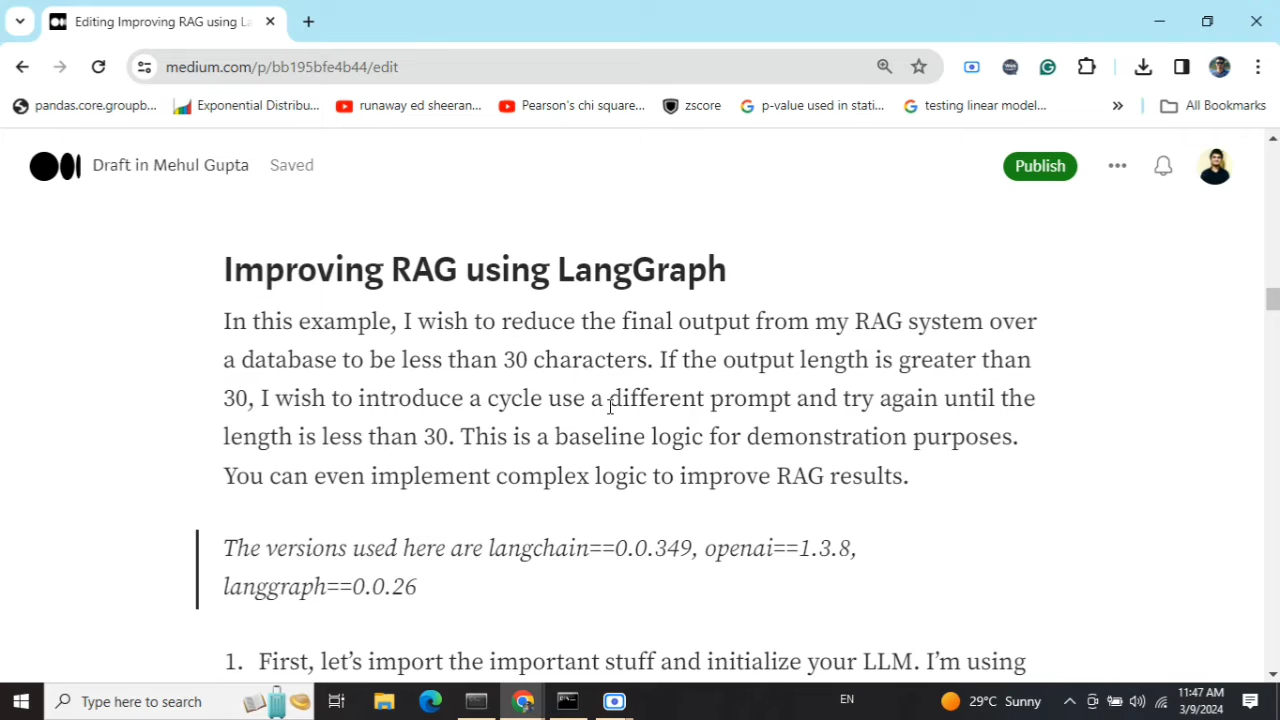 Editing Improving RAG using La
medium.com/p/bb195bfe4b44/edit
pandas.core.groupb...
Exponential Distribu...
runaway ed sheeran...
Pearson's chi square...
zscore
p-value used in stati...
testing linear model...
»
All Bookmarks
Draft in Mehul Gupta
Saved
Publish
Improving RAG using LangGraph
In this example, I wish to reduce the final output from my RAG system over
a database to be less than 30 characters. If the output length is greater than
30, I wish to introduce a cycle use a different prompt and try again until the
length is less than 30. This is a baseline logic for demonstration purposes.
You can even implement complex logic to improve RAG results.
The versions used here are langchain==0.0.349, openai==1.3.8,
langgraph==0.0.26
1. First, let's import the important stuff and initialize your LLM. I'm using
Type here to search
EN
29°C Sunny
11:47 AM
3/9/2024